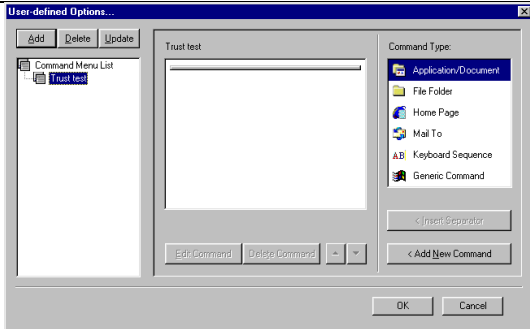 User-defined Options...
Add Delete Update
Trust test
Command Type:
Command Menu List
Trust test
Application/Document
File Folder
Home Page
Mail To
AB Keyboard Sequence
Generic Command
< Insert Separator
Edit Command Delete Command
< Add New Command
OK Cancel